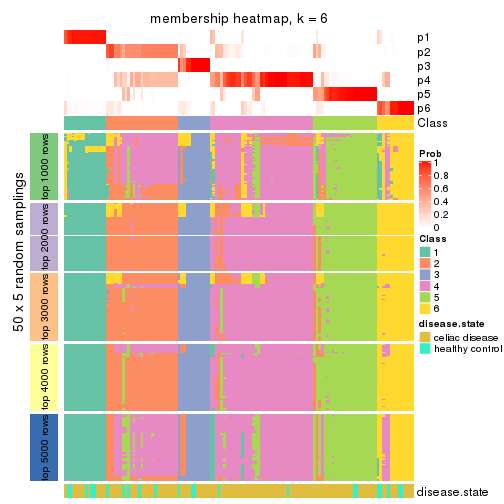 membership heatmap, k = 6
p1
p2
p3
p4
p5
p6
Class
50 x 5 random samplings
top 1000 rows
top 2000 rows
top 3000 rows
top 4000 rows
top 5000 rows
Prob
1
0.8
0.6
0.4
0.2
0
Class
1
2
3
4
5
6
disease.state
celiac disease
healthy control
disease.state